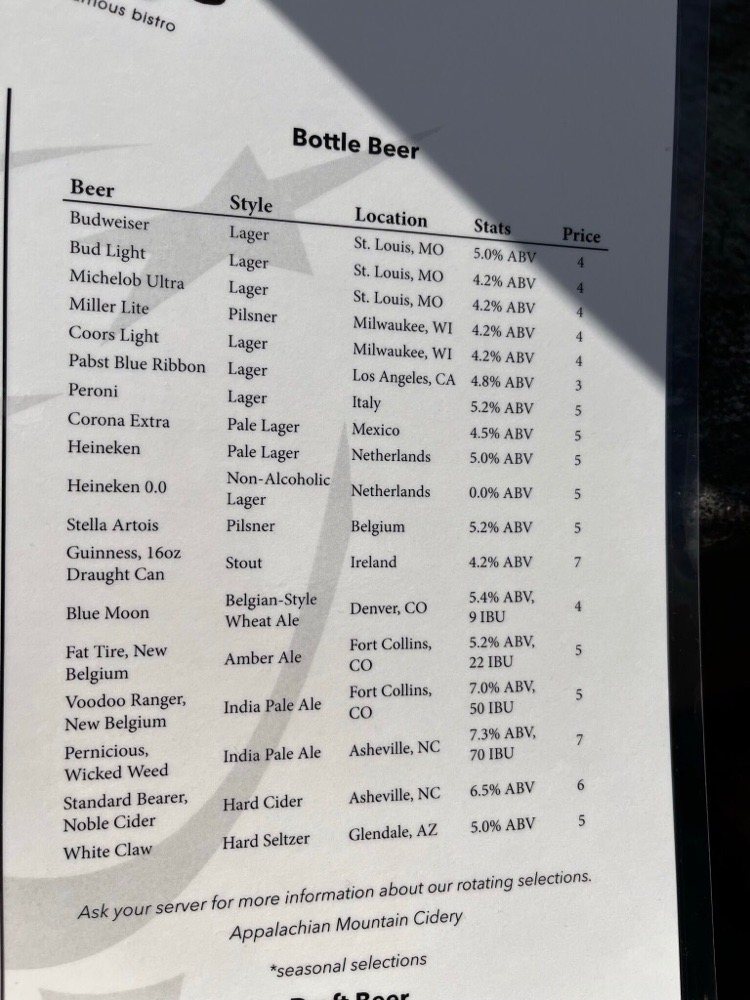 bistro
Bottle Beer
Beer Style Location Stats Price
Budweiser Lager St. Louis, MO 5.0% ABV 4
Bud Light Lager St. Louis, MO 4.2% ABV 4
Michelob Ultra Lager St. Louis, MO 4.2% ABV 4
Miller Lite Pilsner Milwaukee, WI 4.2% ABV 4
Coors Light Lager Milwaukee, WI 4.2% ABV 4
Pabst Blue Ribbon Lager Los Angeles, CA 4.8% ABV 3
Peroni Lager Italy 5.2% ABV 5
Corona Extra Pale Lager Mexico 4.5% ABV 5
Heineken Pale Lager Netherlands 5.0% ABV 5
Heineken 0.0 Non-Alcoholic Netherlands 0.0% ABV 5
Lager
Stella Artois Pilsner Belgium 5.2% ABV 5
Guinness, 16oz Stout Ireland 4.2% ABV 7
Draught Can
Blue Moon Belgian-Style Denver, CO 5.4% ABV, 4
Wheat Ale 9 IBU
Fat Tire, New Amber Ale Fort Collins, 5.2% ABV, 5
Belgium CO 22 IBU
Voodoo Ranger, India Pale Ale Fort Collins, 7.0% ABV, 5
New Belgium CO 50 IBU
Pernicious, India Pale Ale Asheville, NC 7.3% ABV, 7
Wicked Weed 70 IBU
Standard Bearer, Hard Cider Asheville, NC 6.5% ABV 6
Noble Cider
White Claw Hard Seltzer Glendale, AZ 5.0% ABV 5
Ask your server for more information about our rotating selections.
Appalachian Mountain Cidery
*seasonal selections
Draft Beer